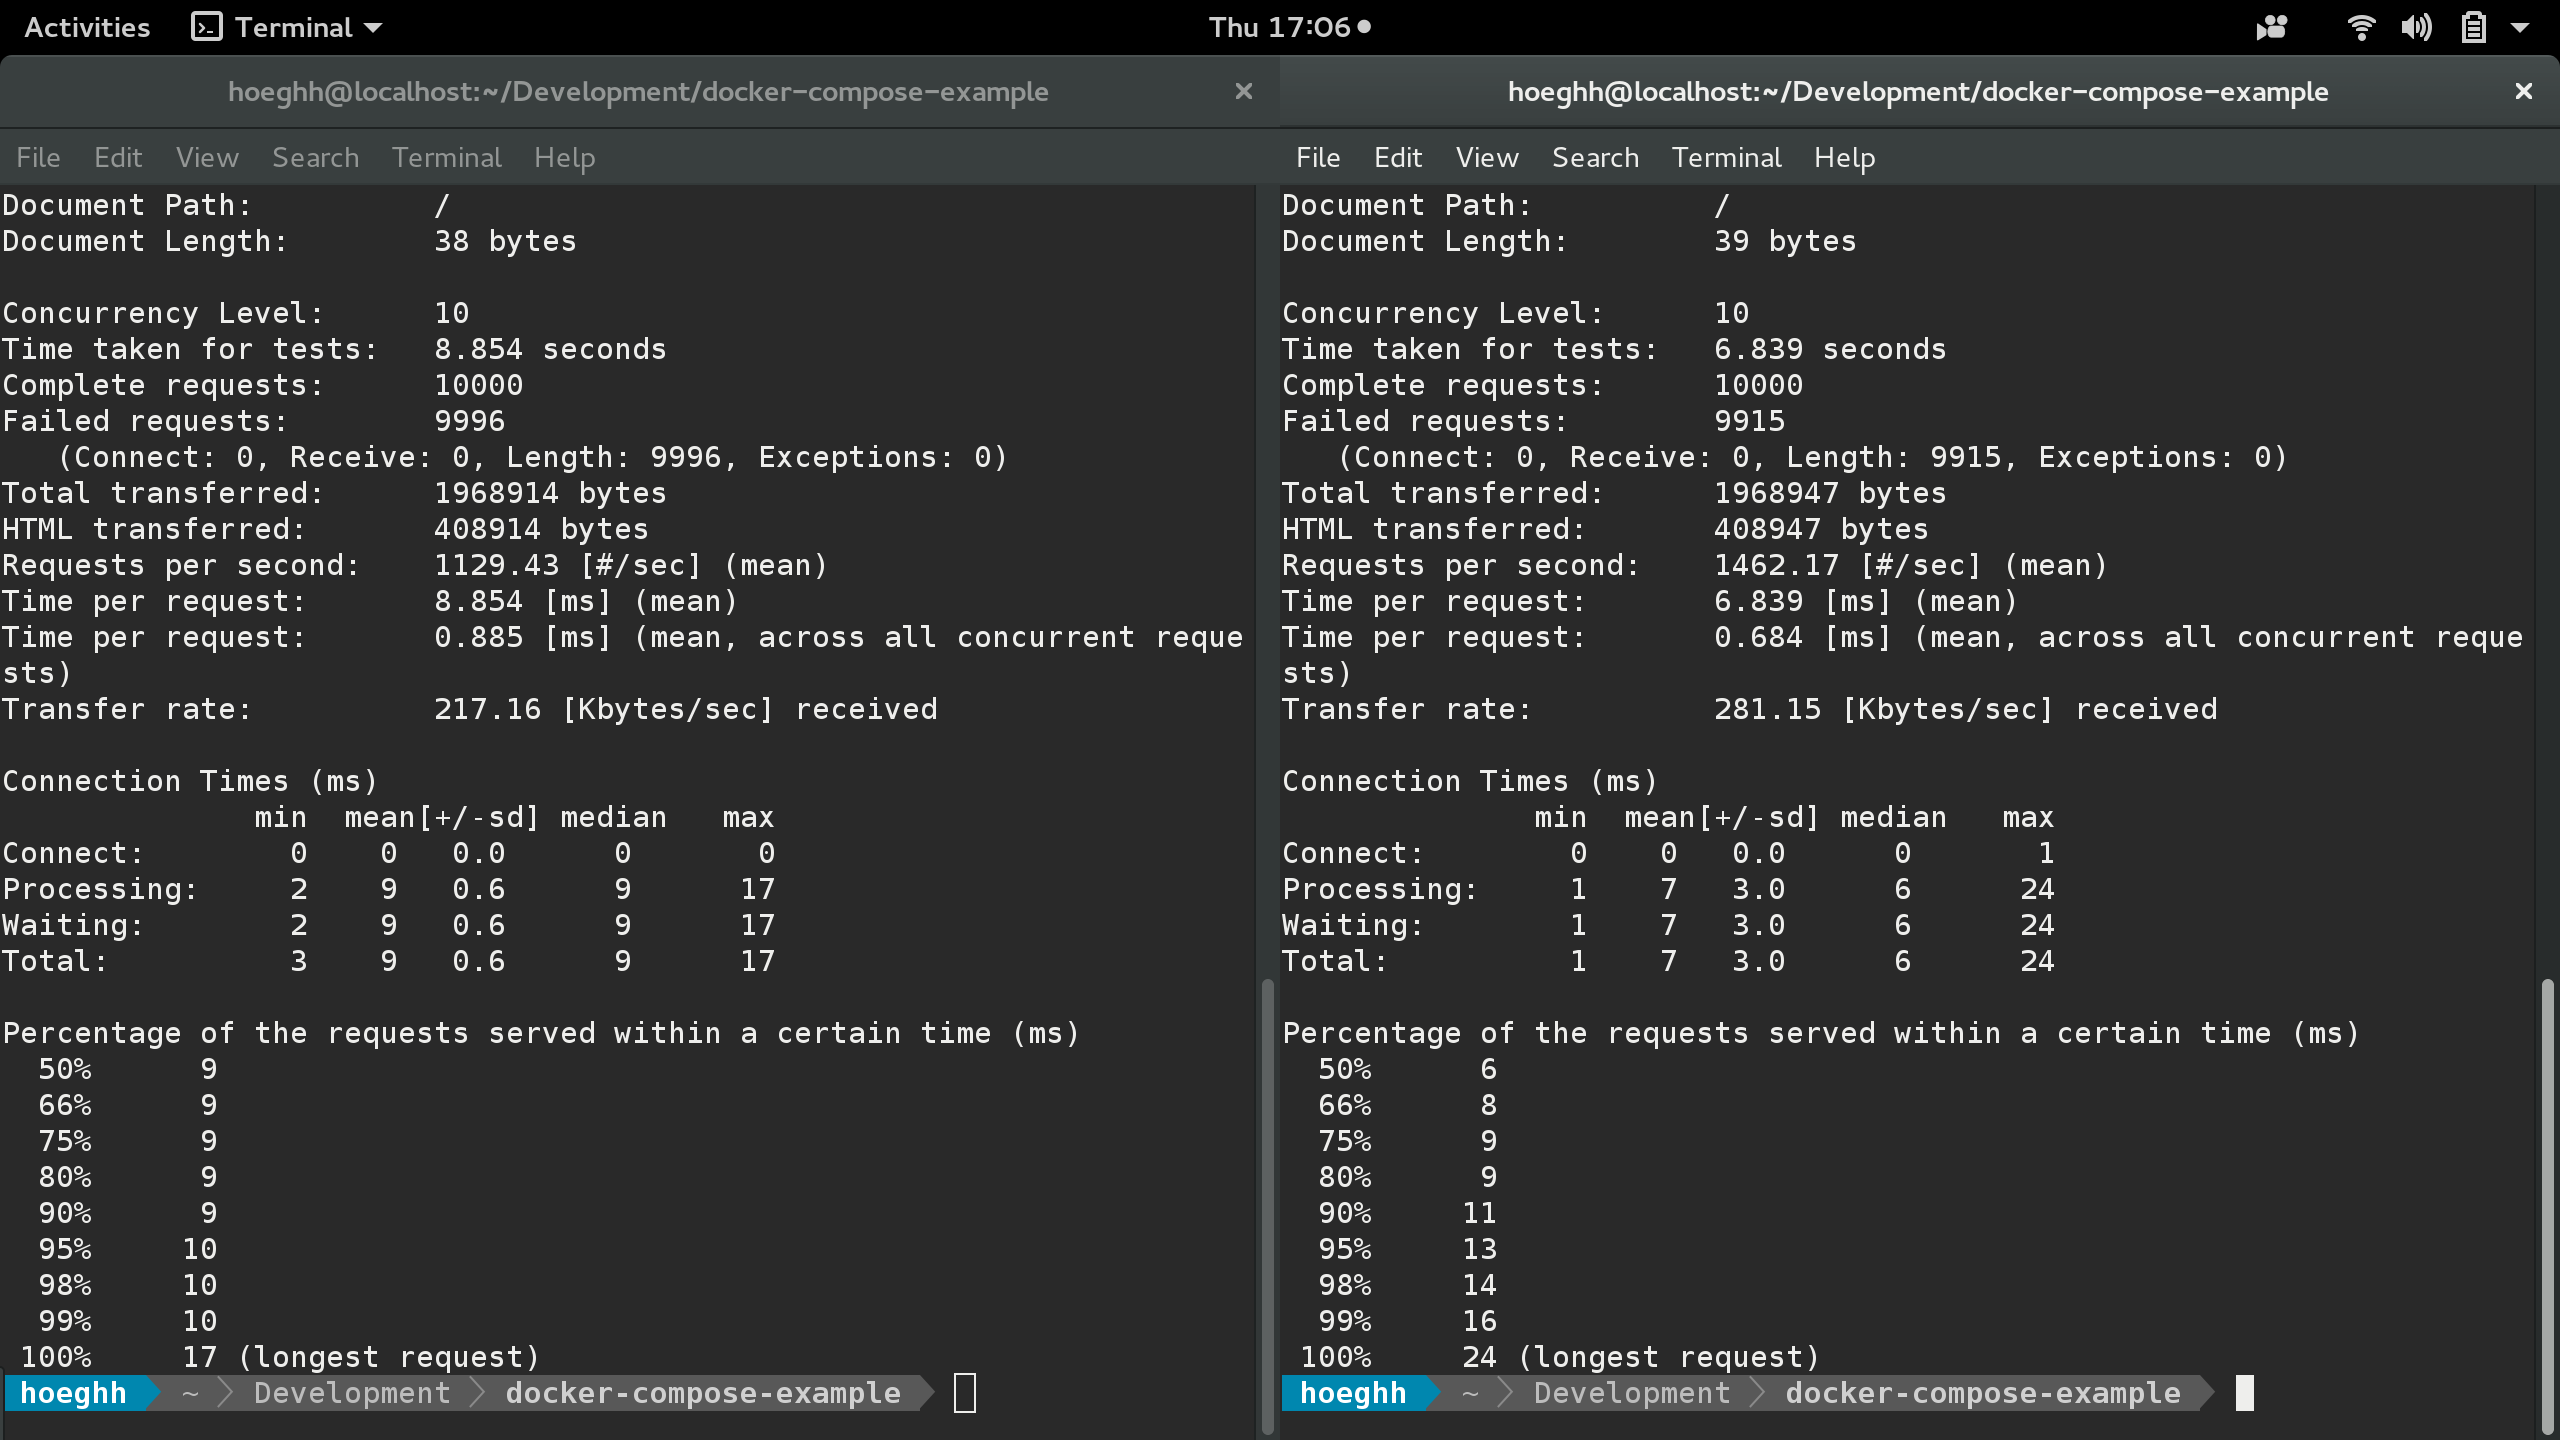 Activities Terminal Thu 17:06
hoeghh@localhost:~/Development/docker-compose-example
File Edit View Search Terminal Help
Document Path:          /
Document Length:        38 bytes

Concurrency Level:      10
Time taken for tests:   8.854 seconds
Complete requests:      10000
Failed requests:        9996
   (Connect: 0, Receive: 0, Length: 9996, Exceptions: 0)
Total transferred:      1968914 bytes
HTML transferred:       408914 bytes
Requests per second:    1129.43 [#/sec] (mean)
Time per request:       8.854 [ms] (mean)
Time per request:       0.885 [ms] (mean, across all concurrent reque
sts)
Transfer rate:          217.16 [Kbytes/sec] received

Connection Times (ms)
              min  mean[+/-sd] median   max
Connect:        0    0   0.0      0       0
Processing:     2    9   0.6      9      17
Waiting:        2    9   0.6      9      17
Total:          3    9   0.6      9      17

Percentage of the requests served within a certain time (ms)
  50%      9
  66%      9
  75%      9
  80%      9
  90%      9
  95%     10
  98%     10
  99%     10
 100%     17 (longest request)
hoeghh ~ Development docker-compose-example
hoeghh@localhost:~/Development/docker-compose-example
File Edit View Search Terminal Help
Document Path:          /
Document Length:        39 bytes

Concurrency Level:      10
Time taken for tests:   6.839 seconds
Complete requests:      10000
Failed requests:        9915
   (Connect: 0, Receive: 0, Length: 9915, Exceptions: 0)
Total transferred:      1968947 bytes
HTML transferred:       408947 bytes
Requests per second:    1462.17 [#/sec] (mean)
Time per request:       6.839 [ms] (mean)
Time per request:       0.684 [ms] (mean, across all concurrent reque
sts)
Transfer rate:          281.15 [Kbytes/sec] received

Connection Times (ms)
              min  mean[+/-sd] median   max
Connect:        0    0   0.0      0       1
Processing:     1    7   3.0      6      24
Waiting:        1    7   3.0      6      24
Total:          1    7   3.0      6      24

Percentage of the requests served within a certain time (ms)
  50%      6
  66%      8
  75%      9
  80%      9
  90%     11
  95%     13
  98%     14
  99%     16
 100%     24 (longest request)
hoeghh ~ Development docker-compose-example